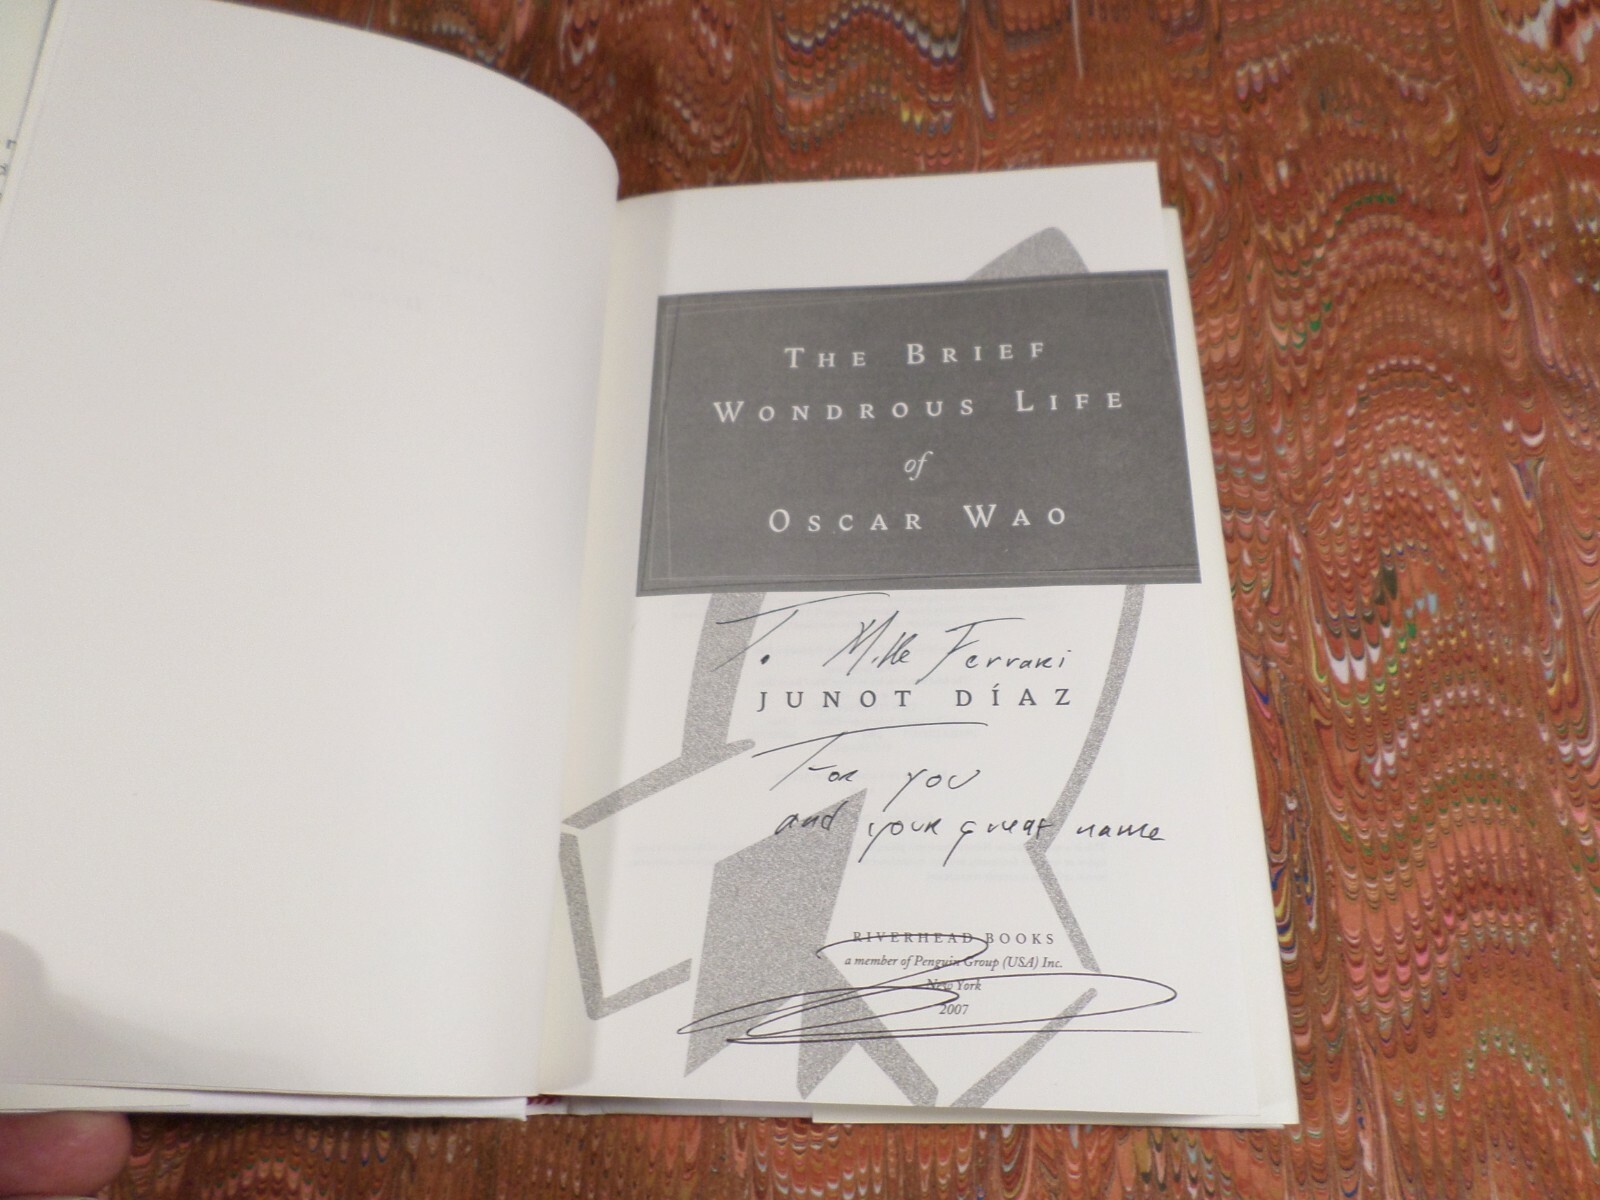 THE BRIEF
WONDROUS LIFE
of
OSCAR WAO
To Mike Ferrari
JUNOT DÍAZ
For you
and your great name
RIVERHEAD BOOKS
a member of Penguin Group (USA) Inc.
New York
2007